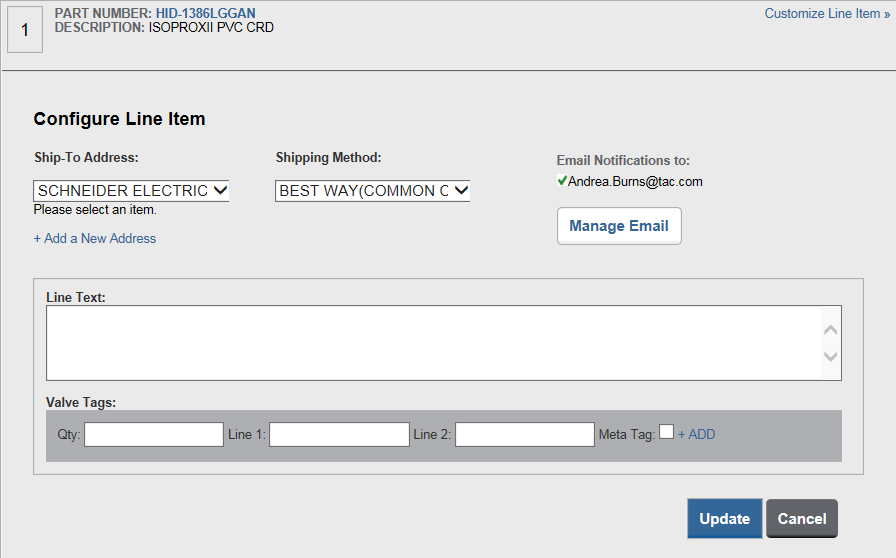 1
PART NUMBER: HID-1386LGGAN
DESCRIPTION: ISOPROXII PVC CRD
Customize Line Item »
Configure Line Item
Ship-To Address:
SCHNEIDER ELECTRIC
Please select an item.
+ Add a New Address
Shipping Method:
BEST WAY(COMMON C
Email Notifications to:
Andrea.Burns@tac.com
Manage Email
Line Text:
Valve Tags:
Qty: Line 1: Line 2: Meta Tag: + ADD
Update Cancel